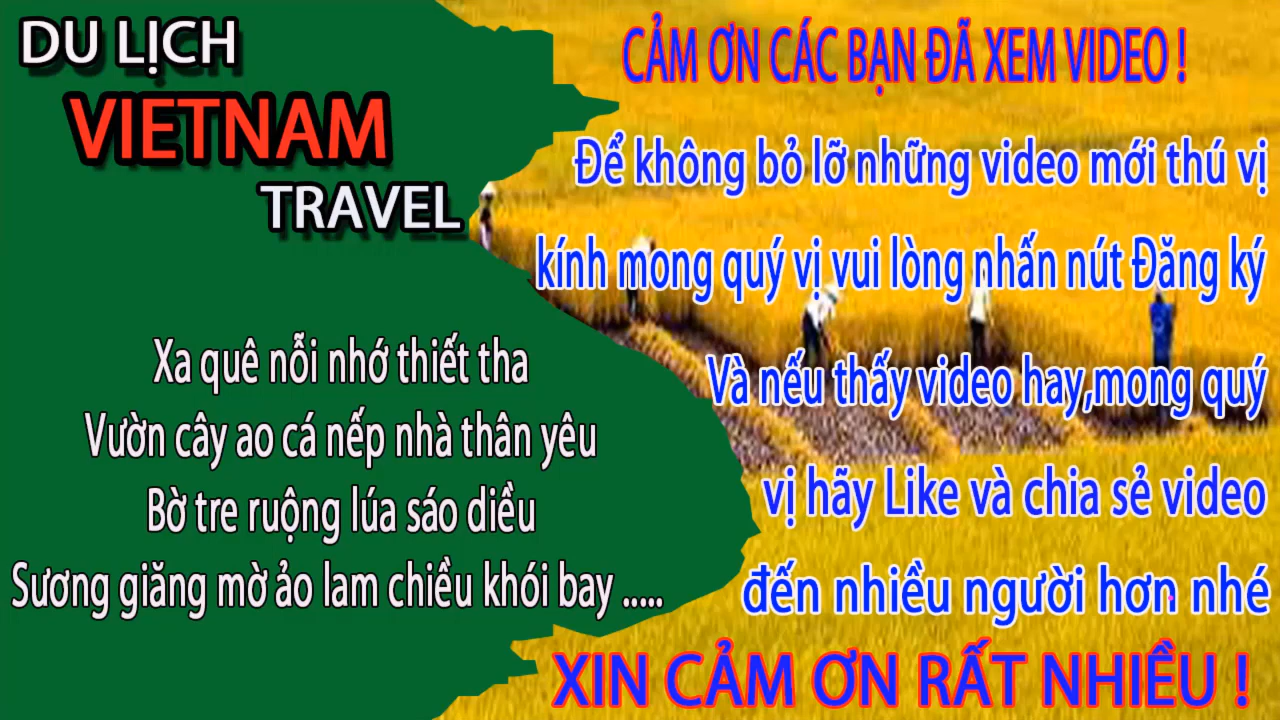 DU LỊCH
VIETNAM
TRAVEL
Xa quê nỗi nhớ thiết tha
Vườn cây ao cá nếp nhà thân yêu
Bờ tre ruộng lúa sáo diều
Sương giăng mờ ảo lam chiều khói bay .....
CẢM ƠN CÁC BẠN ĐÃ XEM VIDEO !
Để không bỏ lỡ những video mới thú vị
kính mong quý vị vui lòng nhấn nút Đăng ký
Và nếu thấy video hay,mong quý
vị hãy Like và chia sẻ video
đến nhiều người hơn nhé
XIN CẢM ƠN RẤT NHIỀU !